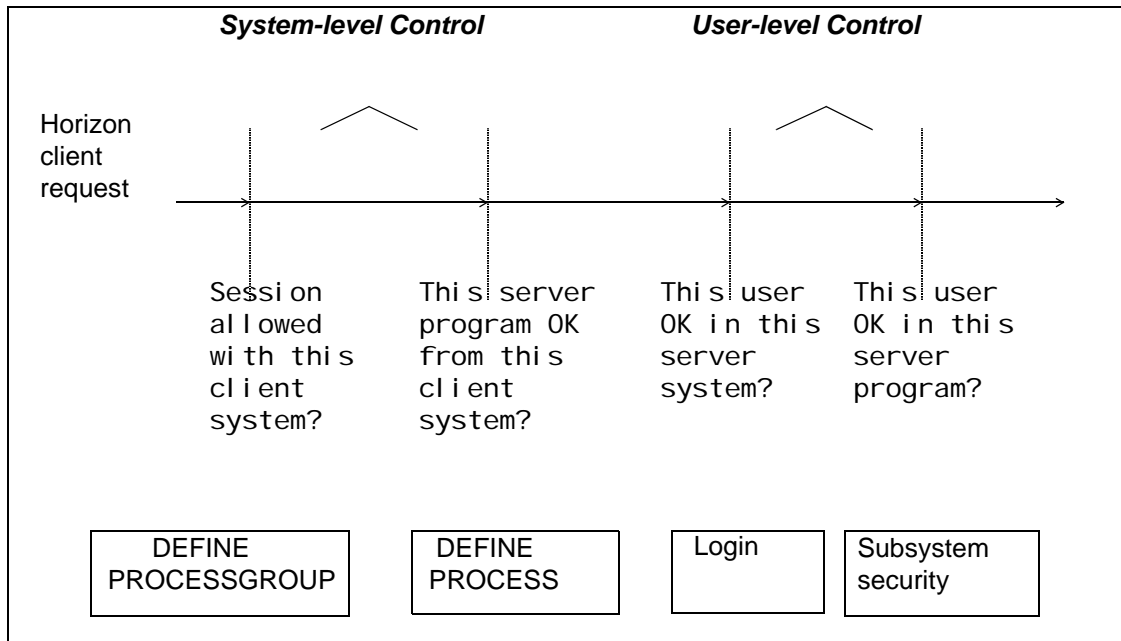 System-level Control
User-level Control
Horizon
client
request
Session
allowed
with this
client
system?
This server
program OK
from this
client
system?
This user
OK in this
server
system?
This user
OK in this
server
program?
DEFINE
PROCESSGROUP
DEFINE
PROCESS
Login
Subsystem
security